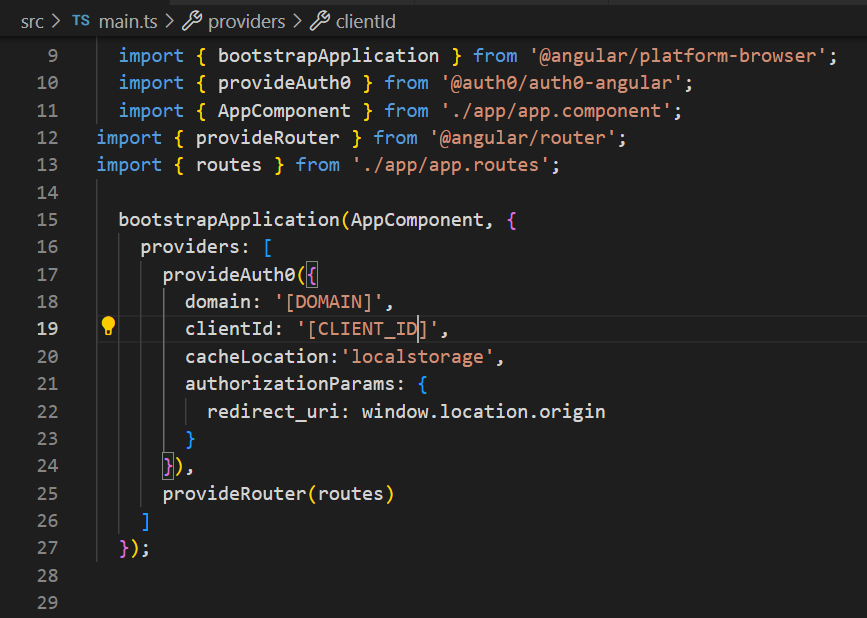 src > TS main.ts > providers > clientId
9 import { bootstrapApplication } from '@angular/platform-browser';
10 import { provideAuth0 } from '@auth0/auth0-angular';
11 import { AppComponent } from './app/app.component';
12 import { provideRouter } from '@angular/router';
13 import { routes } from './app/app.routes';
14
15 bootstrapApplication(AppComponent, {
16 providers: [
17 provideAuth0({
18 domain: '[DOMAIN]',
19 clientId: '[CLIENT_ID]',
20 cacheLocation:'localstorage',
21 authorizationParams: {
22 redirect_uri: window.location.origin
23 }
24 }),
25 provideRouter(routes)
26 ]
27 });
28
29